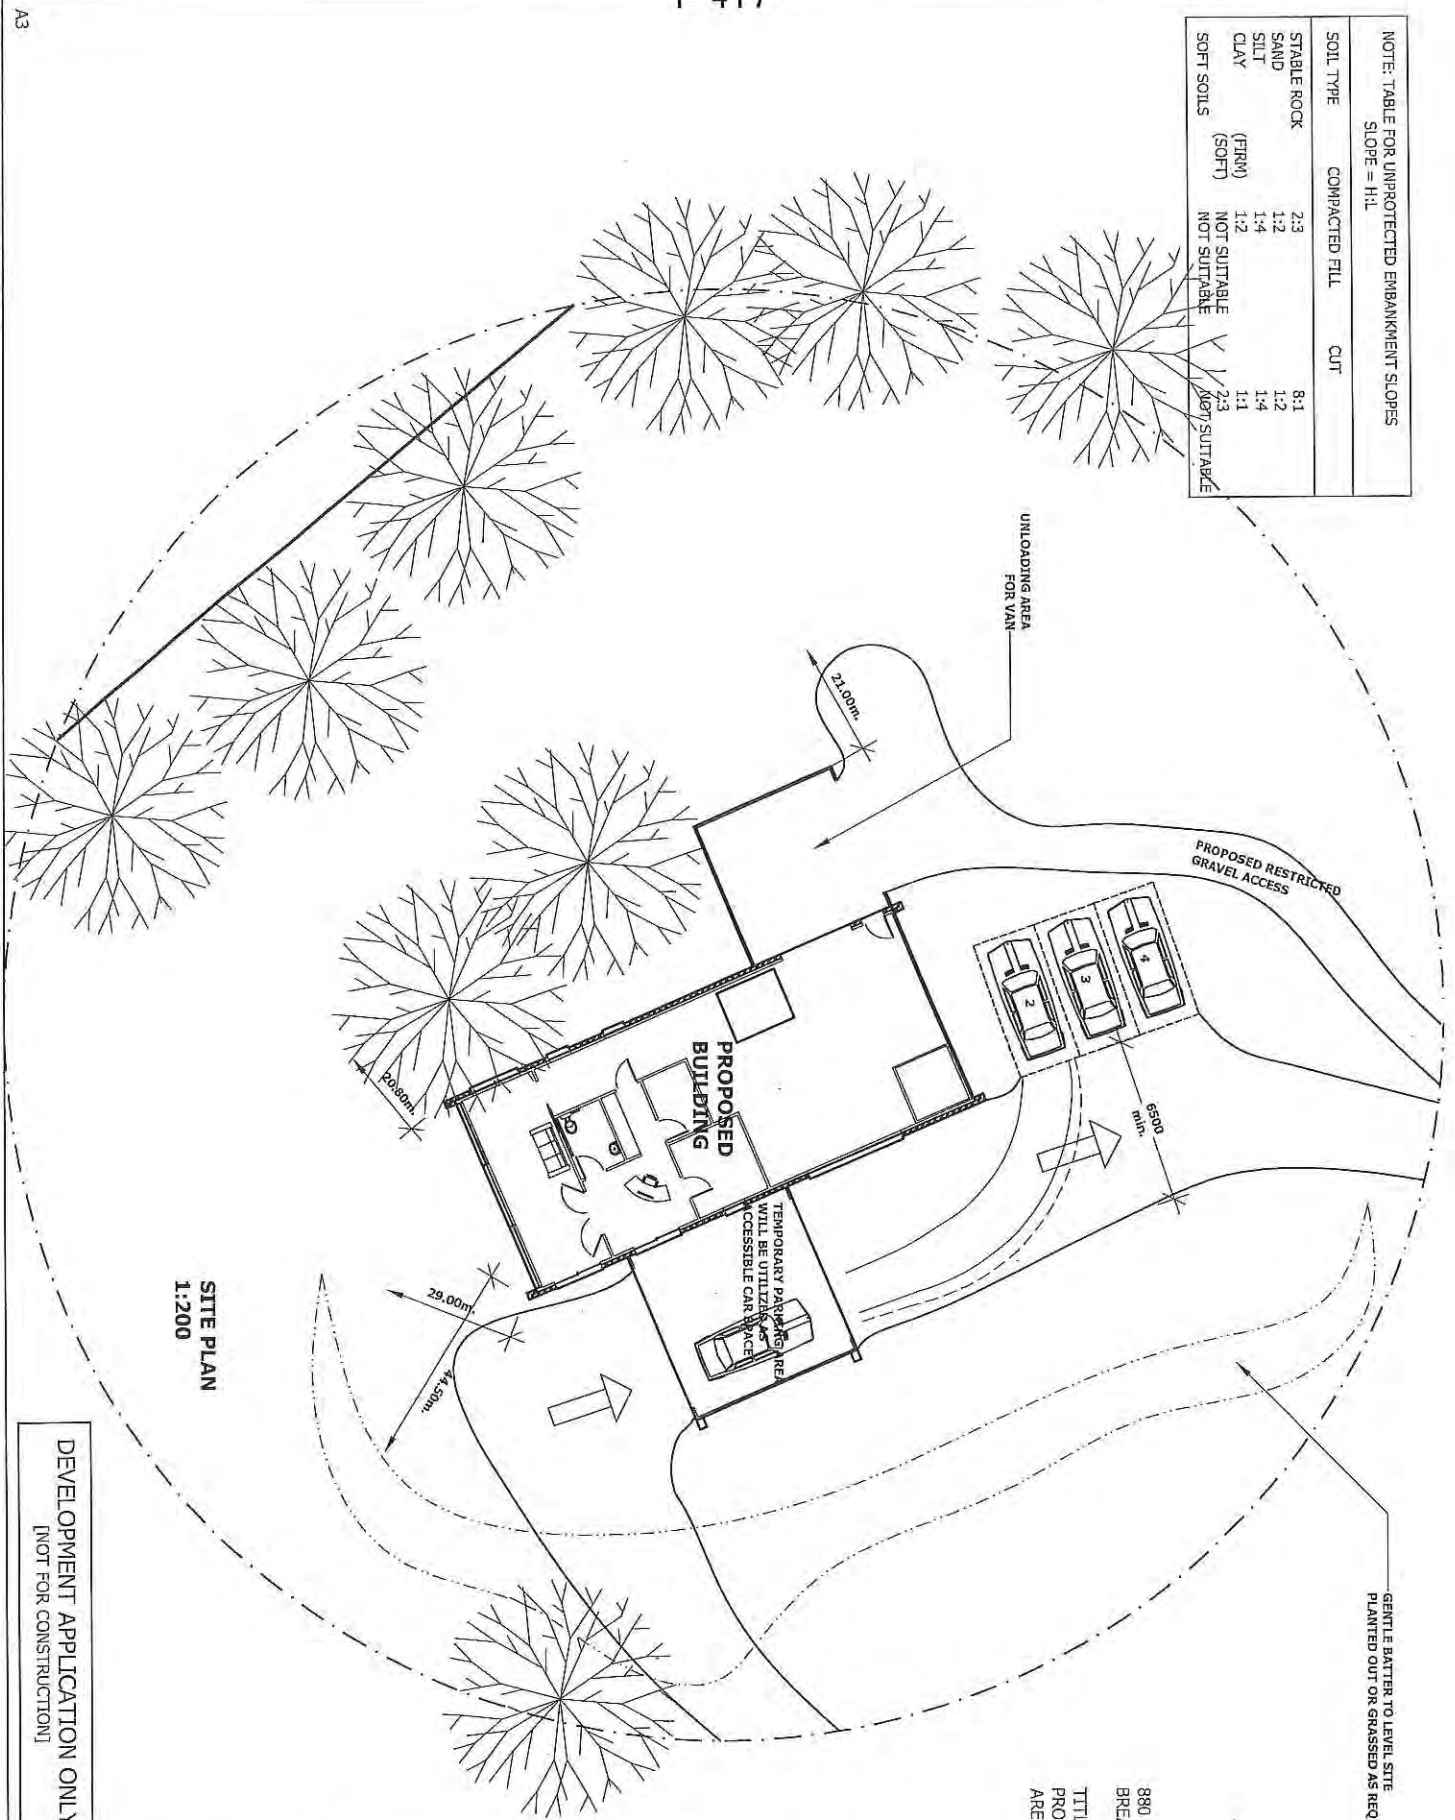 NOTE: TABLE FOR UNPROTECTED EMBANKMENT SLOPES
SLOPE = H:L
SOIL TYPE COMPACTED FILL CUT
STABLE ROCK 2:3 8:1
SAND 1:2 1:2
SILT 1:4 1:4
CLAY (FIRM) 1:2 1:1
(SOFT) NOT SUITABLE 2:3
SOFT SOILS NOT SUITABLE NOT SUITABLE
UNLOADING AREA
FOR VAN
21.00m.
PROPOSED RESTRICTED
GRAVEL ACCESS
4
3
2
6500
min.
PROPOSED
BUILDING
20.80m.
TEMPORARY PARKING AREA
WILL BE UTILIZED AS
ACCESSIBLE CAR SPACE
29.00m.
44.50m.
GENTLE BATTER TO LEVEL SITE
PLANTED OUT OR GRASSED AS REQ
SITE PLAN
1:200
DEVELOPMENT APPLICATION ONLY
[NOT FOR CONSTRUCTION]
880
BRE
TITL
PRO
ARE
A3